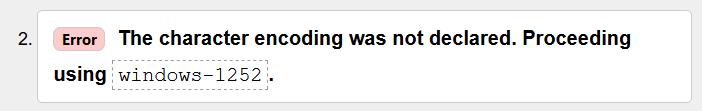 2. Error The character encoding was not declared. Proceeding
using windows-1252.